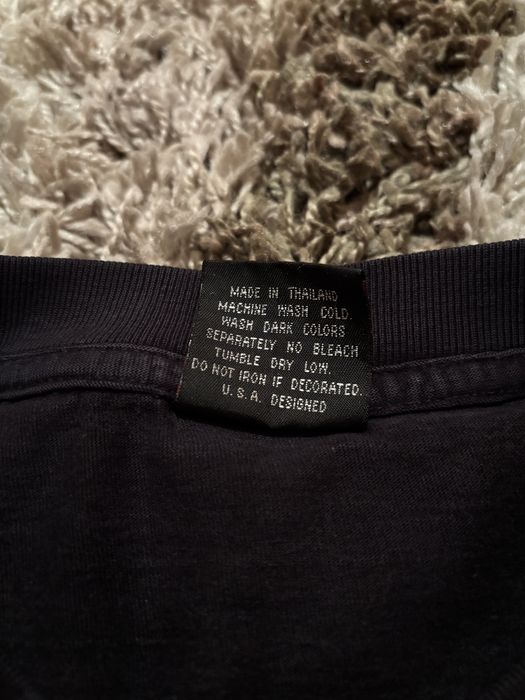 MADE IN THAILAND
MACHINE WASH COLD.
WASH DARK COLORS
SEPARATELY NO BLEACH
TUMBLE DRY LOW.
DO NOT IRON IF DECORATED.
U.S.A. DESIGNED